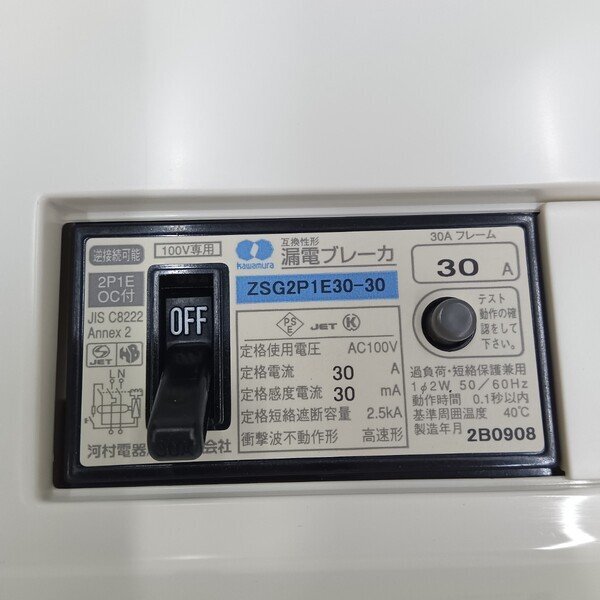 逆接続可能
100V専用
kawamura
互換性形
漏電ブレーカ
30Aフレーム
30 A
2P1E
OC付
ZSG2P1E30-30
JIS C8222
Annex 2
OFF
PS
E
JET
K
テスト
動作の確
認をして
下さい。
JET
定格使用電圧 AC100V
定格電流 30 A
定格感度電流 30 mA
定格短絡遮断容量 2.5kA
衝撃波不動作形 高速形
過負荷・短絡保護兼用
1φ2W 50/60Hz
動作時間 0.1秒以内
基準周囲温度 40℃
製造年月 2B0908
L N
河村電器
会社